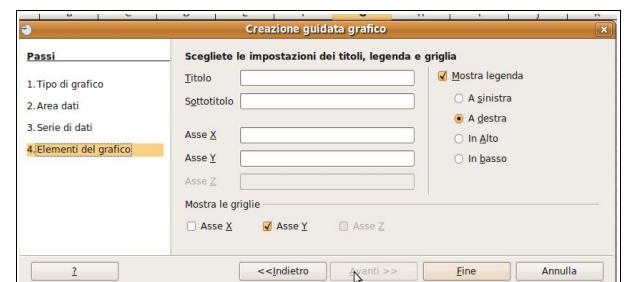 Creazione guidata grafico
Passi
1. Tipo di grafico
2. Area dati
3. Serie di dati
4. Elementi del grafico
Scegliete le impostazioni dei titoli, legenda e griglia
Titolo
Sottotitolo
Asse X
Asse Y
Asse Z
Mostra legenda
A sinistra
A destra
In Alto
In basso
Mostra le griglie
Asse X Asse Y Asse Z
? <<Indietro Avanti >> Fine Annulla